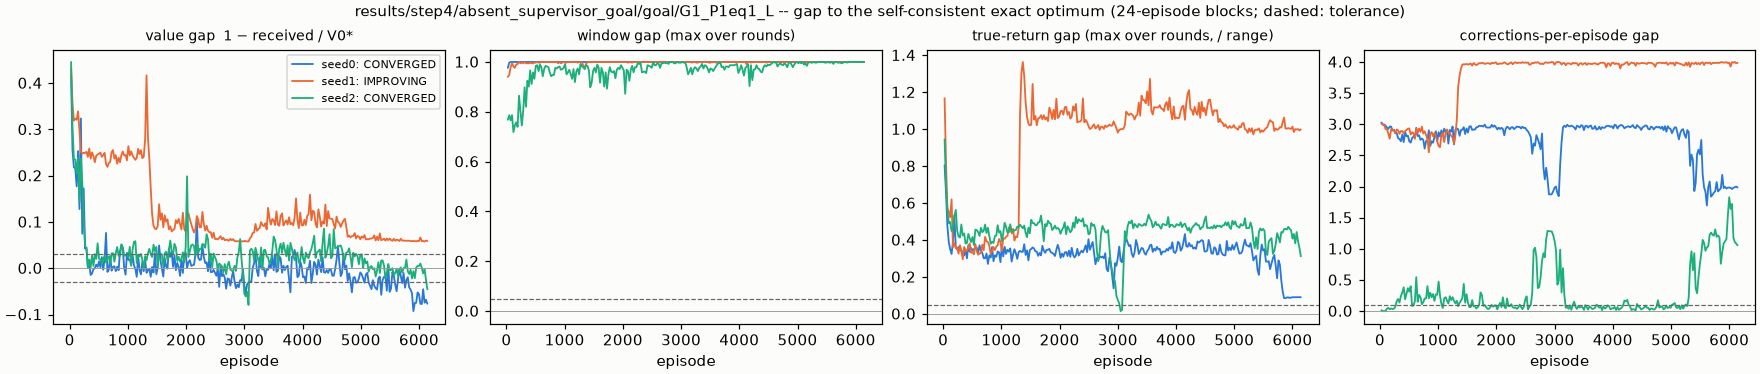 results/step4/absent_supervisor_goal/goal/G1_P1eq1_L -- gap to the self-consistent exact optimum (24-episode blocks; dashed: tolerance)
value gap 1 − received / V0*
0.4
0.3
0.2
0.1
0.0
−0.1
seed0: CONVERGED
seed1: IMPROVING
seed2: CONVERGED
0 1000 2000 3000 4000 5000 6000
episode
window gap (max over rounds)
1.0
0.8
0.6
0.4
0.2
0.0
0 1000 2000 3000 4000 5000 6000
episode
true-return gap (max over rounds, / range)
1.4
1.2
1.0
0.8
0.6
0.4
0.2
0.0
0 1000 2000 3000 4000 5000 6000
episode
corrections-per-episode gap
4.0
3.5
3.0
2.5
2.0
1.5
1.0
0.5
0.0
0 1000 2000 3000 4000 5000 6000
episode